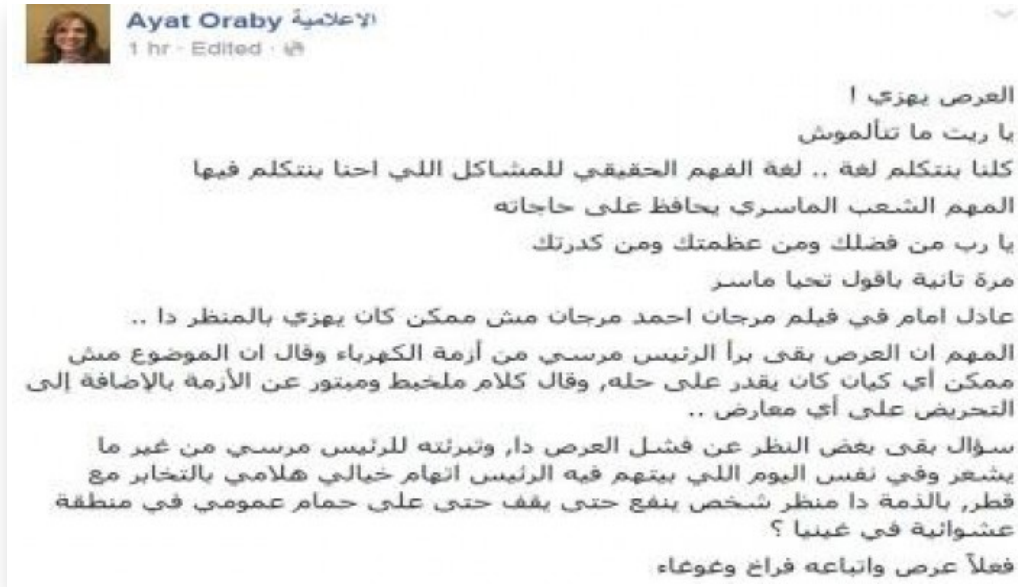 Ayat Oraby الاعلامية
1 hr · Edited ·
العرص يهزي !
يا ريت ما تتألموش
كلنا بنتكلم لغة .. لغة الفهم الحقيقي للمشاكل اللي احنا بنتكلم فيها
المهم الشعب الماسري يحافظ على حاجاته
يا رب من فضلك ومن عظمتك ومن كدرتك
مرة تانية باقول تحيا ماسر
عادل امام في فيلم مرجان احمد مرجان مش ممكن كان يهزي بالمنظر دا ..
المهم ان العرص بقى برأ الرئيس مرسي من أزمة الكهرباء وقال ان الموضوع مش
ممكن أي كيان كان يقدر على حله, وقال كلام ملخبط ومبتور عن الأزمة بالإضافة إلى
التحريض على أي معارض ..
سؤال بقى بغض النظر عن فشل العرص دا, وتبرئته للرئيس مرسي من غير ما
يشعر وفي نفس اليوم اللي بيتهم فيه الرئيس اتهام خيالي هلامي بالتخابر مع
قطر, بالذمة دا منظر شخص ينفع حتى يقف حتى على حمام عمومي في منطقة
عشوائية في غينيا ؟
فعلاً عرص واتباعه فراغ وغوغاء